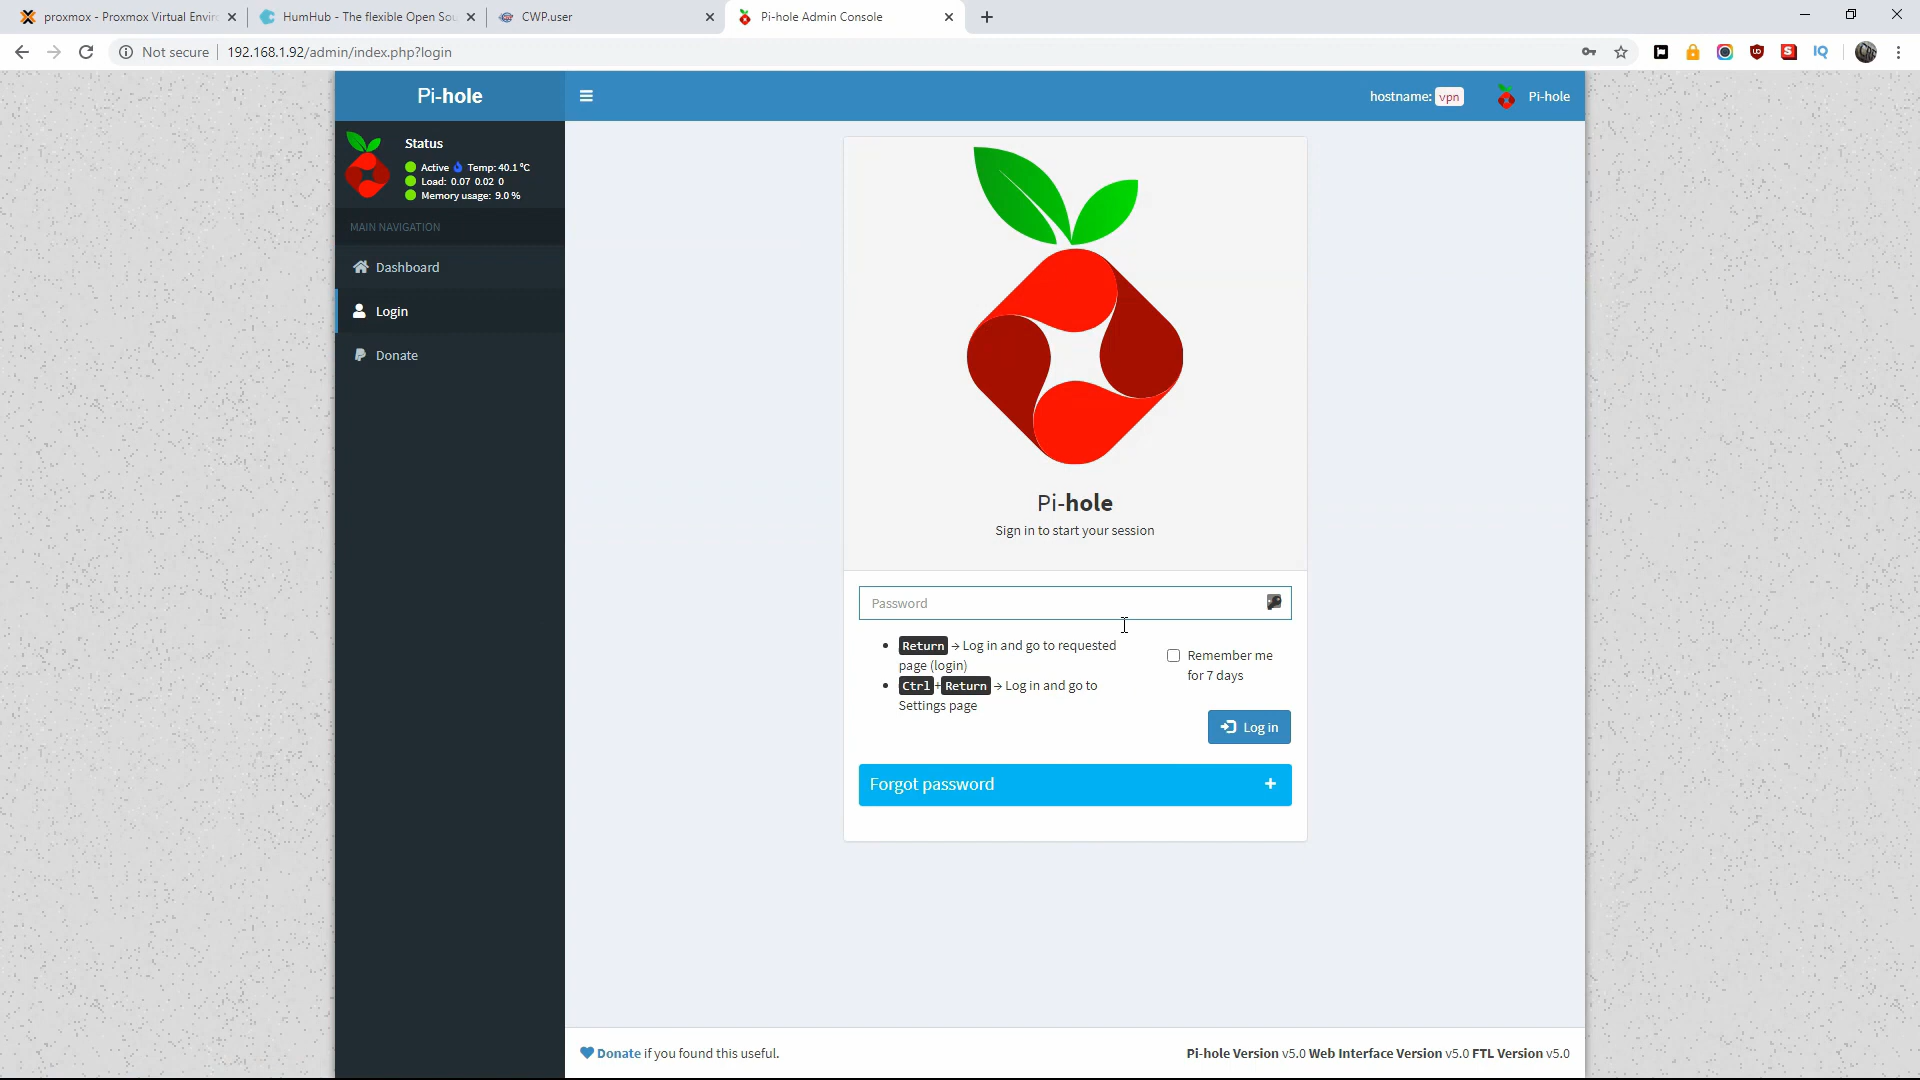 proxmox - Proxmox Virtual Envir
HumHub - The flexible Open Sou
CWP.user
Pi-hole Admin Console
Not secure
192.168.1.92/admin/index.php?login
Pi-hole
hostname: vpn
Pi-hole
Status
Active Temp: 40.1 °C
Load: 0.07 0.02 0
Memory usage: 9.0 %
MAIN NAVIGATION
Dashboard
Login
Donate
Pi-hole
Sign in to start your session
Password
Return → Log in and go to requested
page (login)
Ctrl+Return → Log in and go to
Settings page
Remember me
for 7 days
Log in
Forgot password
Donate if you found this useful.
Pi-hole Version v5.0 Web Interface Version v5.0 FTL Version v5.0